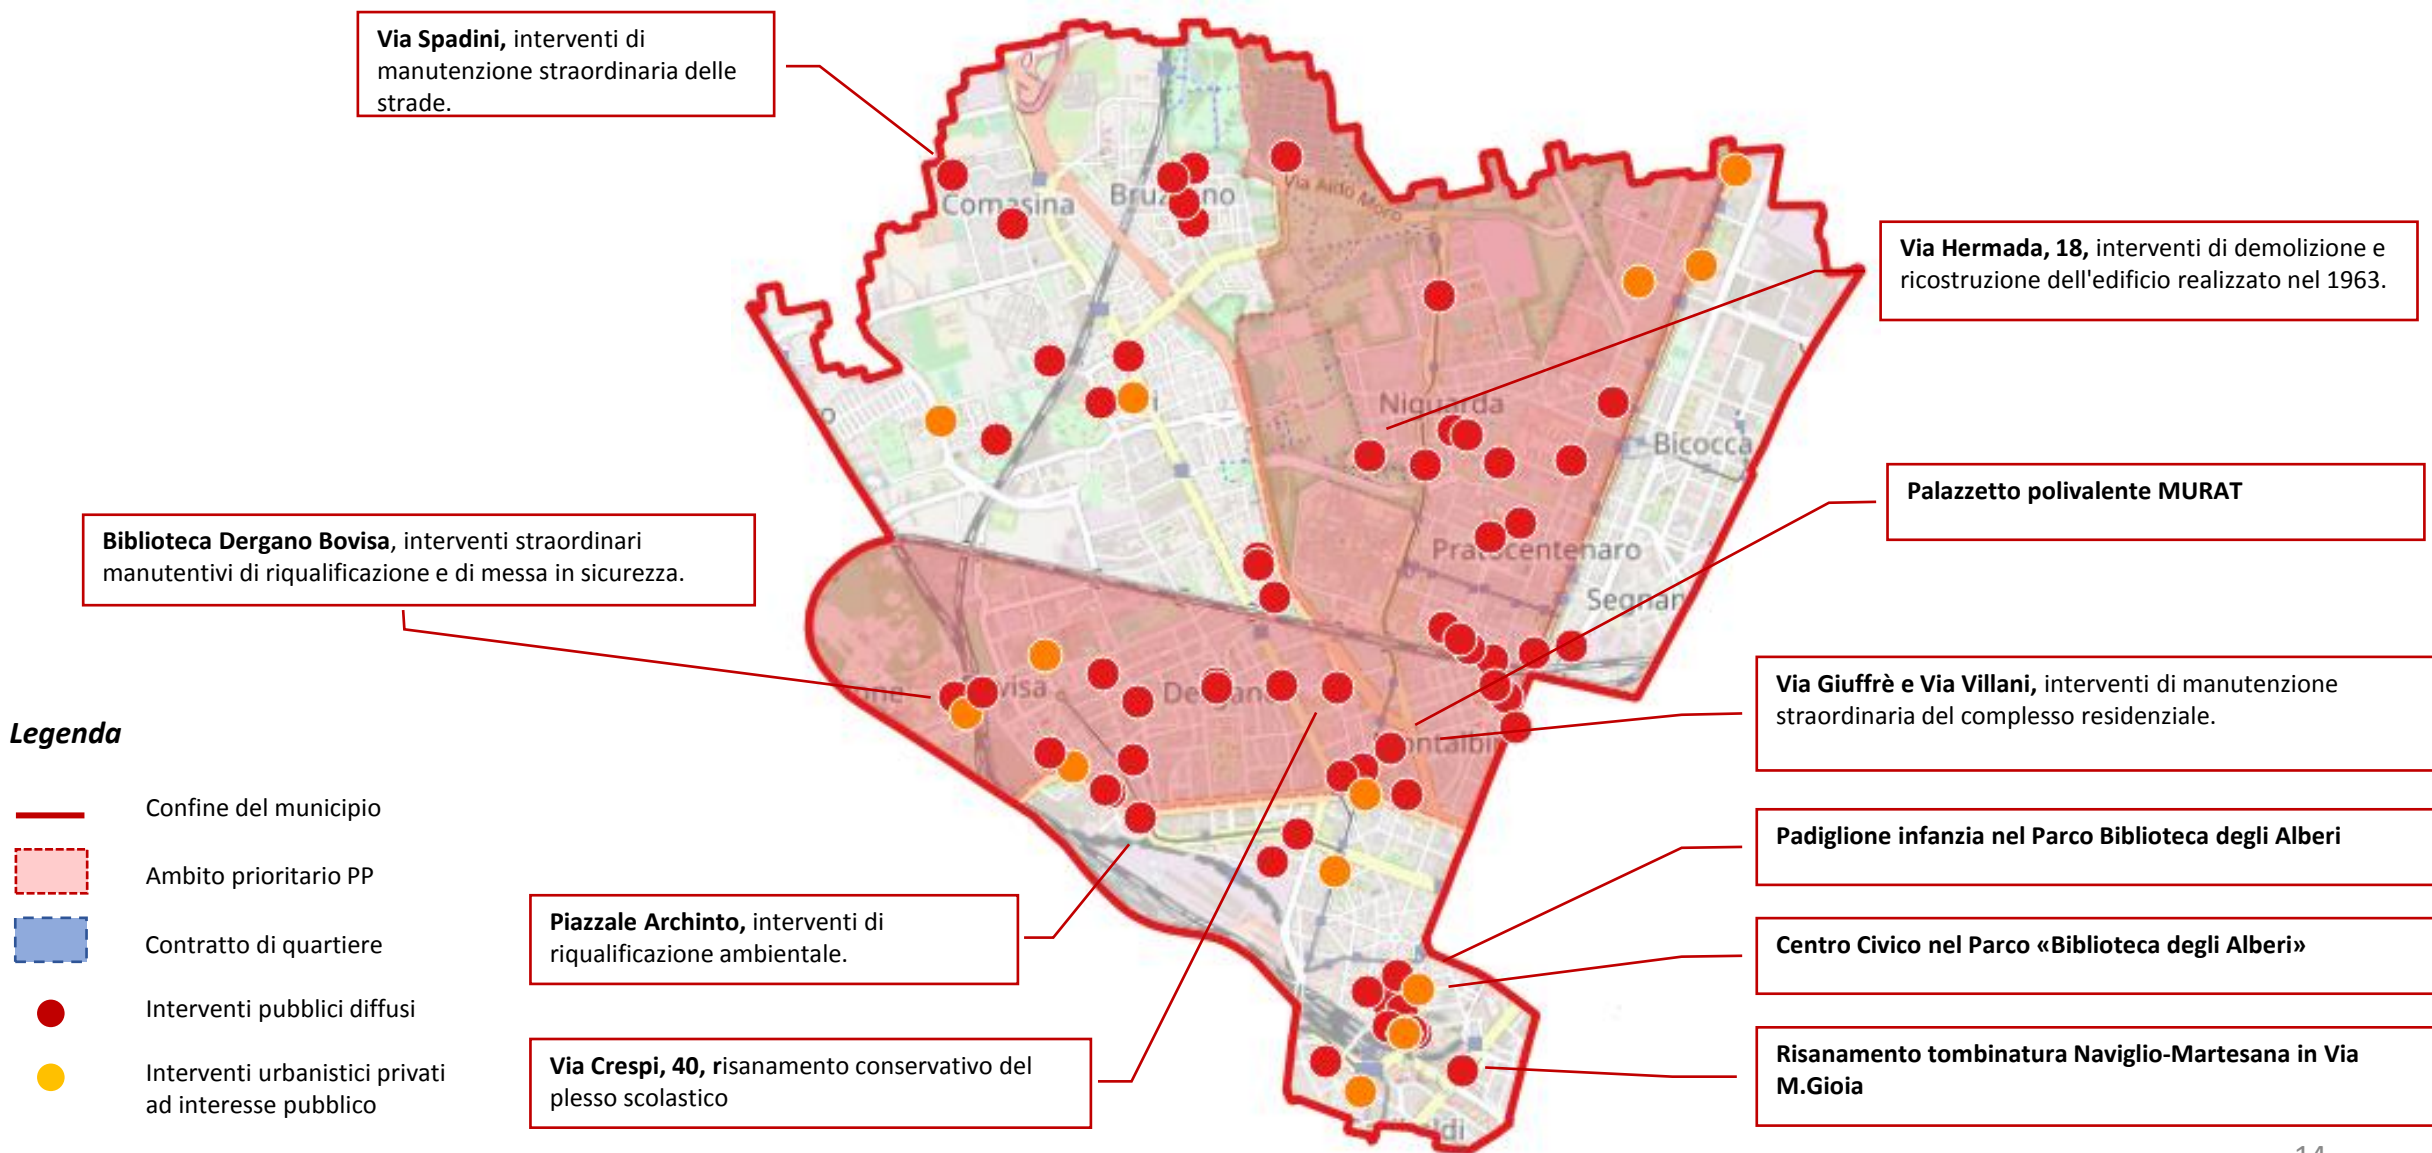 Via Spadini, interventi di
manutenzione straordinaria delle
strade.
Via Hermada, 18, interventi di demolizione e
ricostruzione dell'edificio realizzato nel 1963.
Palazzetto polivalente MURAT
Biblioteca Dergano Bovisa, interventi straordinari
manutentivi di riqualificazione e di messa in sicurezza.
Via Giuffrè e Via Villani, interventi di manutenzione
straordinaria del complesso residenziale.
Padiglione infanzia nel Parco Biblioteca degli Alberi
Piazzale Archinto, interventi di
riqualificazione ambientale.
Centro Civico nel Parco «Biblioteca degli Alberi»
Via Crespi, 40, risanamento conservativo del
plesso scolastico
Risanamento tombinatura Naviglio-Martesana in Via
M.Gioia
Legenda
Confine del municipio
Ambito prioritario PP
Contratto di quartiere
Interventi pubblici diffusi
Interventi urbanistici privati
ad interesse pubblico
Comasina
Via Aldo Moro
Niguarda
Bicocca
Pratocentenaro
14